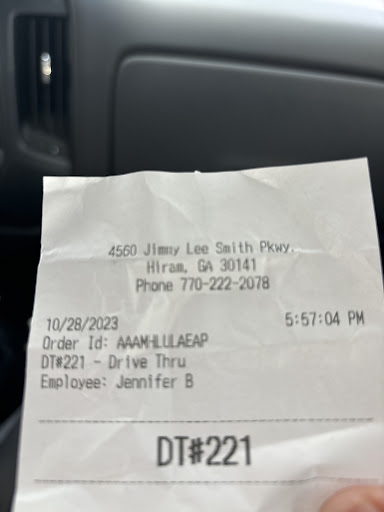 4560 Jimmy Lee Smith Pkwy.
Hiram, GA 30141
Phone 770-222-2078
10/28/2023 5:57:04 PM
Order Id: AAAMHLULAEAP
DT#221 - Drive Thru
Employee: Jennifer B
DT#221